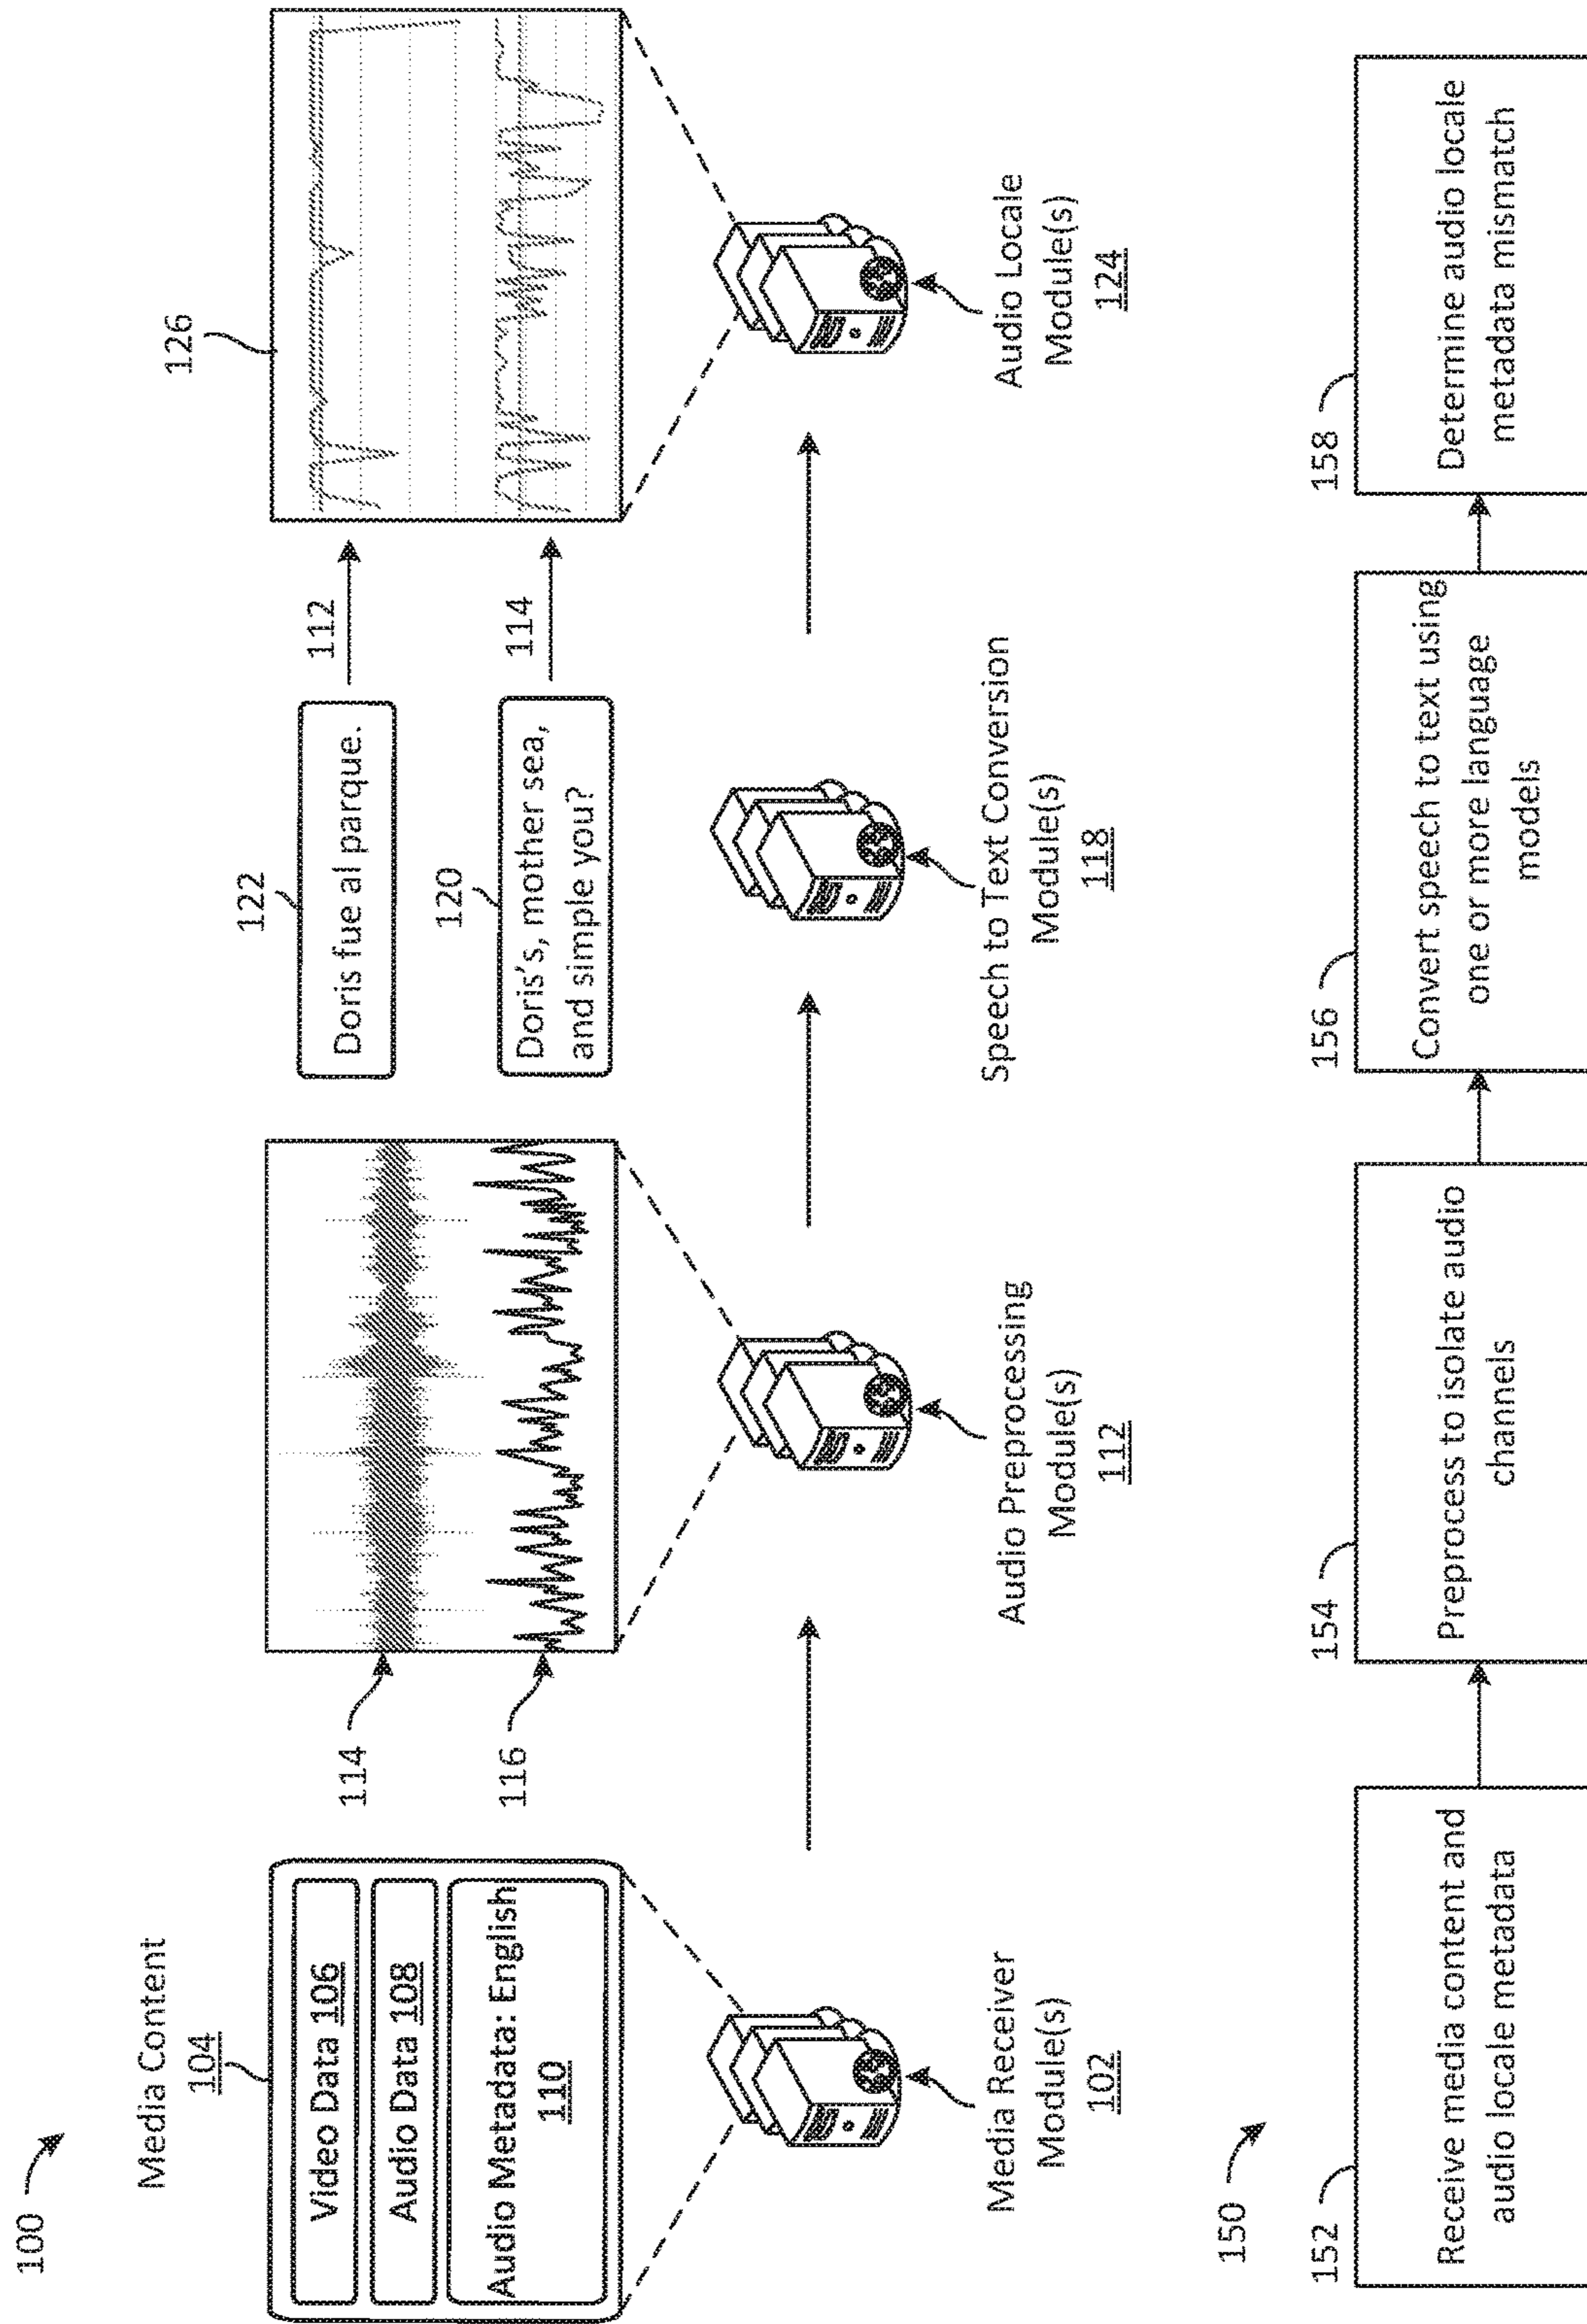 100
Media Content
104
Video Data 106
Audio Data 108
Audio Metadata: English
110
Media Receiver
Module(s)
102
114
116
Audio Preprocessing
Module(s)
112
122
Doris fue al parque.
120
Doris's, mother sea,
and simple you?
Speech to Text Conversion
Module(s)
118
112
114
126
Audio Locale
Module(s)
124
150
152
Receive media content and
audio locale metadata
154
Preprocess to isolate audio
channels
156
Convert speech to text using
one or more language
models
158
Determine audio locale
metadata mismatch